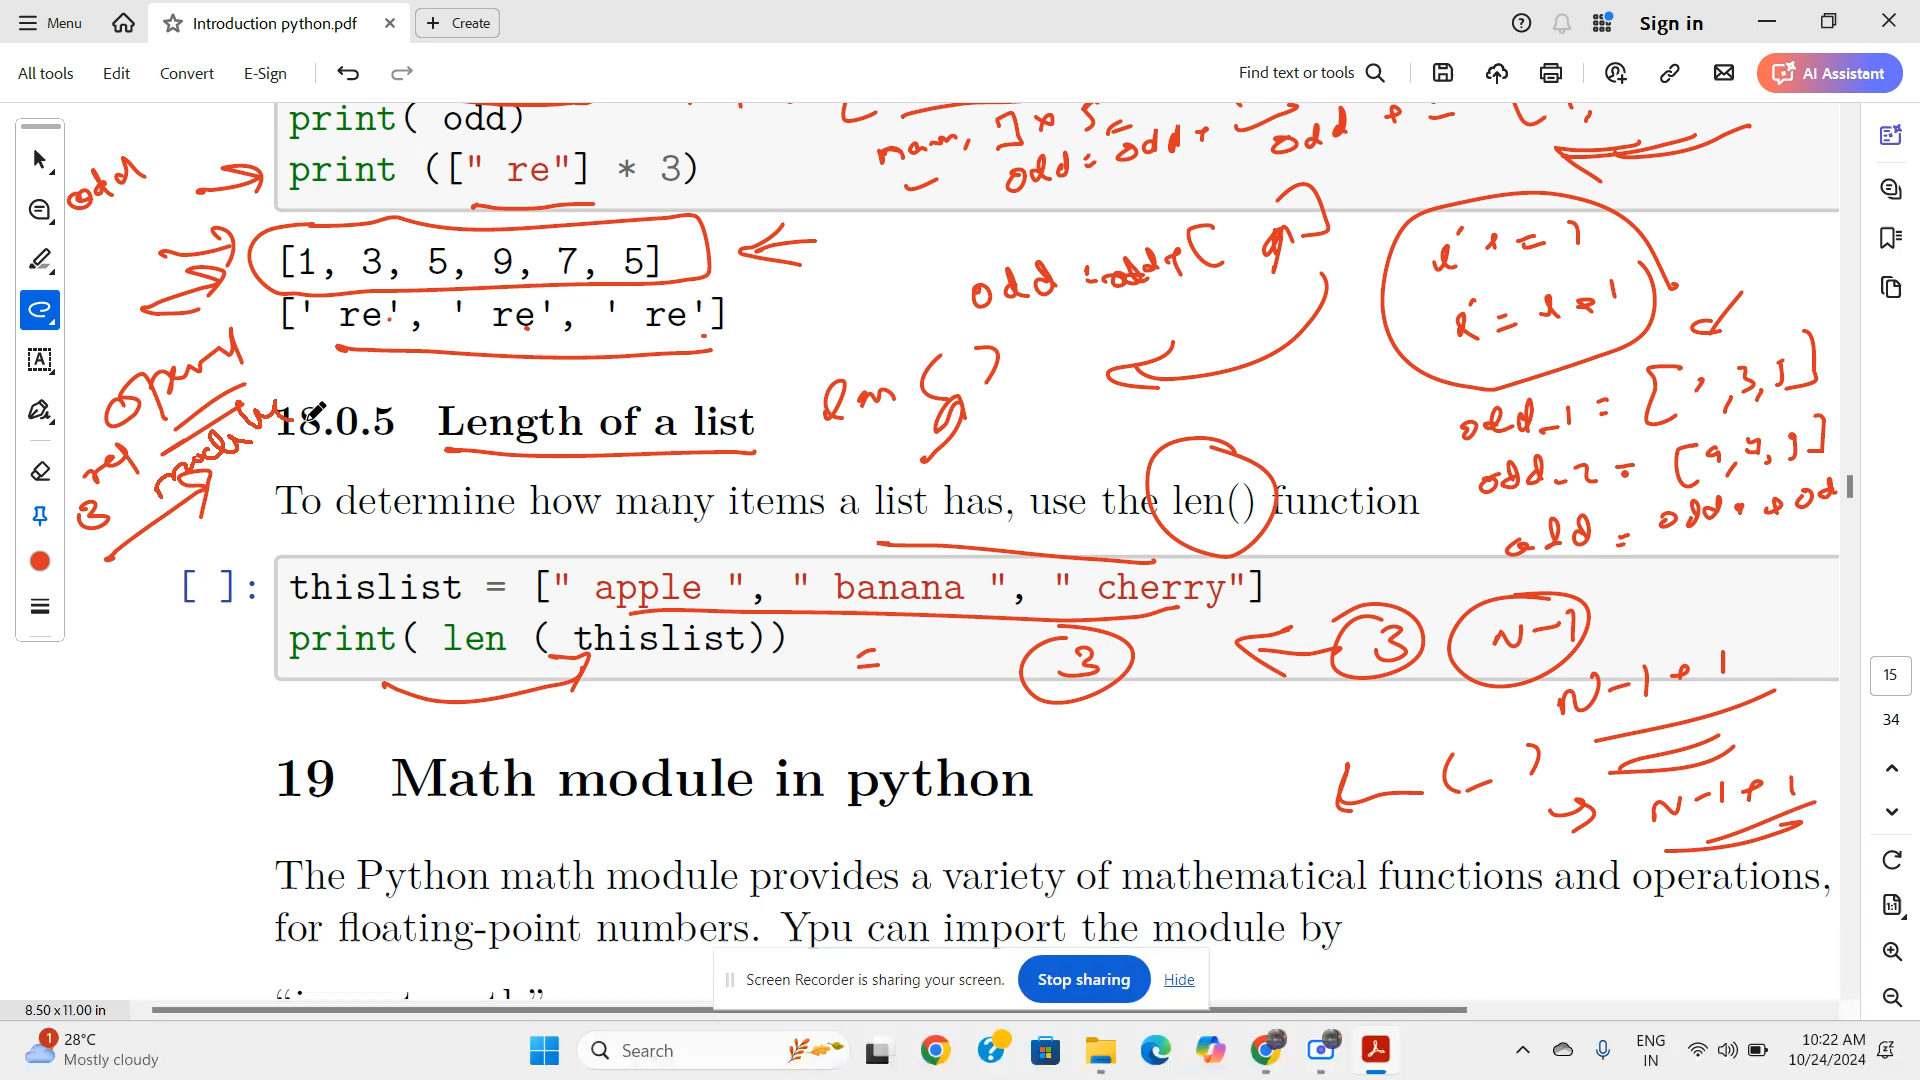 Menu
Introduction python.pdf
Create
Sign in
All tools
Edit
Convert
E-Sign
Find text or tools
AI Assistant
print( odd)
print ([" re"] * 3)
odd
[1, 3, 5, 9, 7, 5]
[' re', ' re', ' re']
18.0.5 Length of a list
To determine how many items a list has, use the len() function
[ ]: thislist = [" apple ", " banana ", " cherry"]
print( len ( thislist))
= 3
3
N-1
N-1+1
N-1+1
19 Math module in python
The Python math module provides a variety of mathematical functions and operations,
for floating-point numbers. Ypu can import the module by
15
34
Screen Recorder is sharing your screen.
Stop sharing
Hide
8.50 x 11.00 in
1
28°C
Mostly cloudy
Search
ENG
IN
10:22 AM
10/24/2024